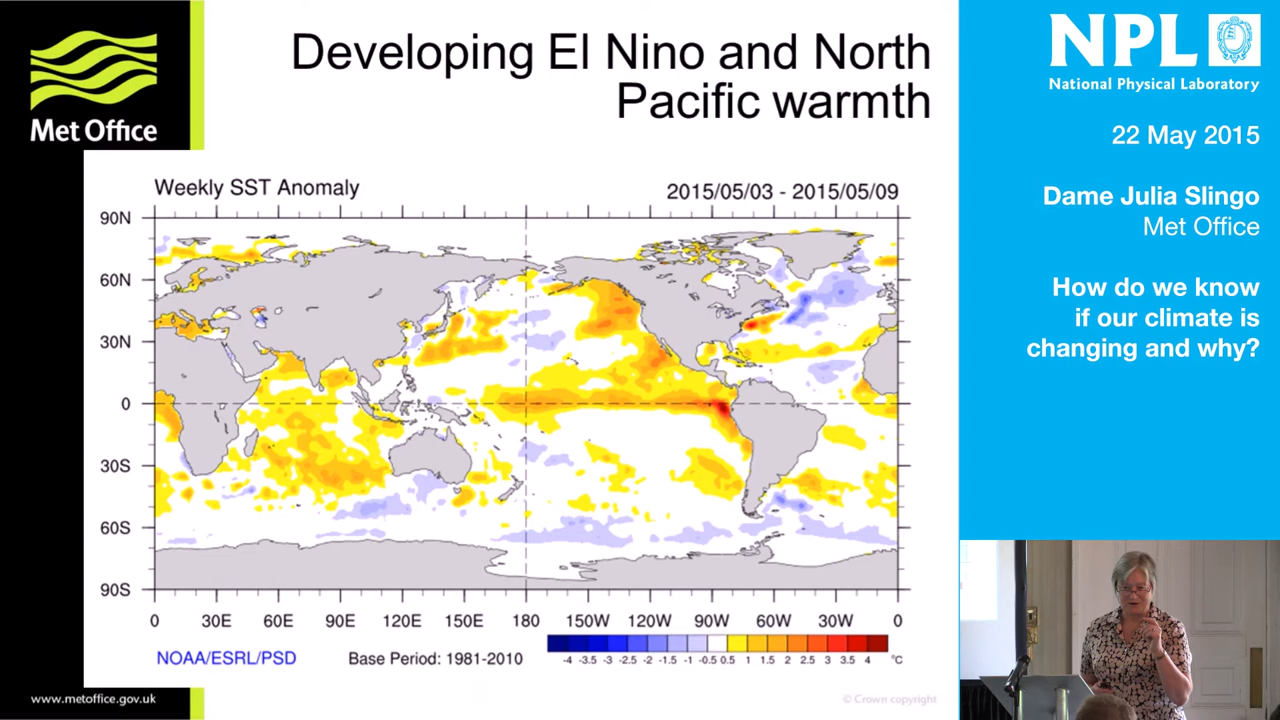 Met Office
Developing El Nino and North
Pacific warmth
Weekly SST Anomaly
2015/05/03 - 2015/05/09
90N
60N
30N
0
30S
60S
90S
0 30E 60E 90E 120E 150E 180 150W 120W 90W 60W 30W 0
NOAA/ESRL/PSD
Base Period: 1981-2010
-4 -3.5 -3 -2.5 -2 -1.5 -1 -0.5 0.5 1 1.5 2 2.5 3 3.5 4 °C
www.metoffice.gov.uk
© Crown copyright
NPL
National Physical Laboratory
22 May 2015
Dame Julia Slingo
Met Office
How do we know
if our climate is
changing and why?